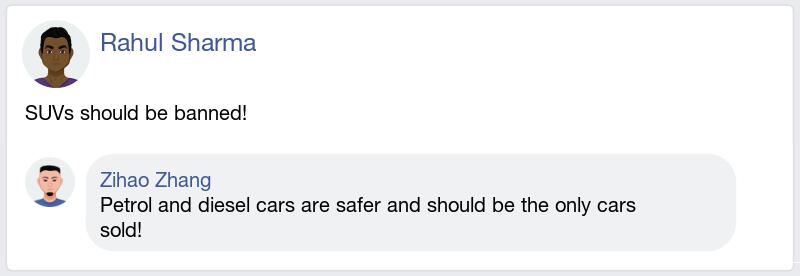 Rahul Sharma
SUVs should be banned!
Zihao Zhang
Petrol and diesel cars are safer and should be the only cars
sold!